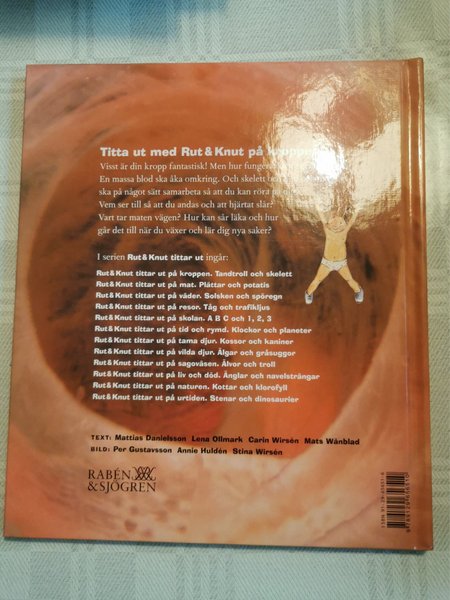 Titta ut med Rut & Knut på kroppen
Visst är din kropp fantastisk! Men hur fungerar
En massa blod ska åka omkring. Och skelett och
ska på något sätt samarbeta så att du kan röra på dig.
Vem ser till så att du andas och att hjärtat slår?
Vart tar maten vägen? Hur kan sår läka och hur
går det till när du växer och lär dig nya saker?
I serien Rut & Knut tittar ut ingår:
Rut & Knut tittar ut på kroppen. Tandtroll och skelett
Rut & Knut tittar ut på mat. Plättar och potatis
Rut & Knut tittar ut på väder. Solsken och spöregn
Rut & Knut tittar ut på resor. Tåg och trafikljus
Rut & Knut tittar ut på skolan. A B C och 1, 2, 3
Rut & Knut tittar ut på tid och rymd. Klockor och planeter
Rut & Knut tittar ut på tama djur. Kossor och kaniner
Rut & Knut tittar ut på vilda djur. Älgar och gråsuggor
Rut & Knut tittar ut på sagoväsen. Älvor och troll
Rut & Knut tittar ut på liv och död. Änglar och navelsträngar
Rut & Knut tittar ut på naturen. Kottar och klorofyll
Rut & Knut tittar ut på urtiden. Stenar och dinosaurier
TEXT: Mattias Danielsson Lena Ollmark Carin Wirsén Mats Wänblad
BILD: Per Gustavsson Annie Huldén Stina Wirsén
RABÉN
& SJÖGREN
ISBN 91-29-65651-6
9789129656510